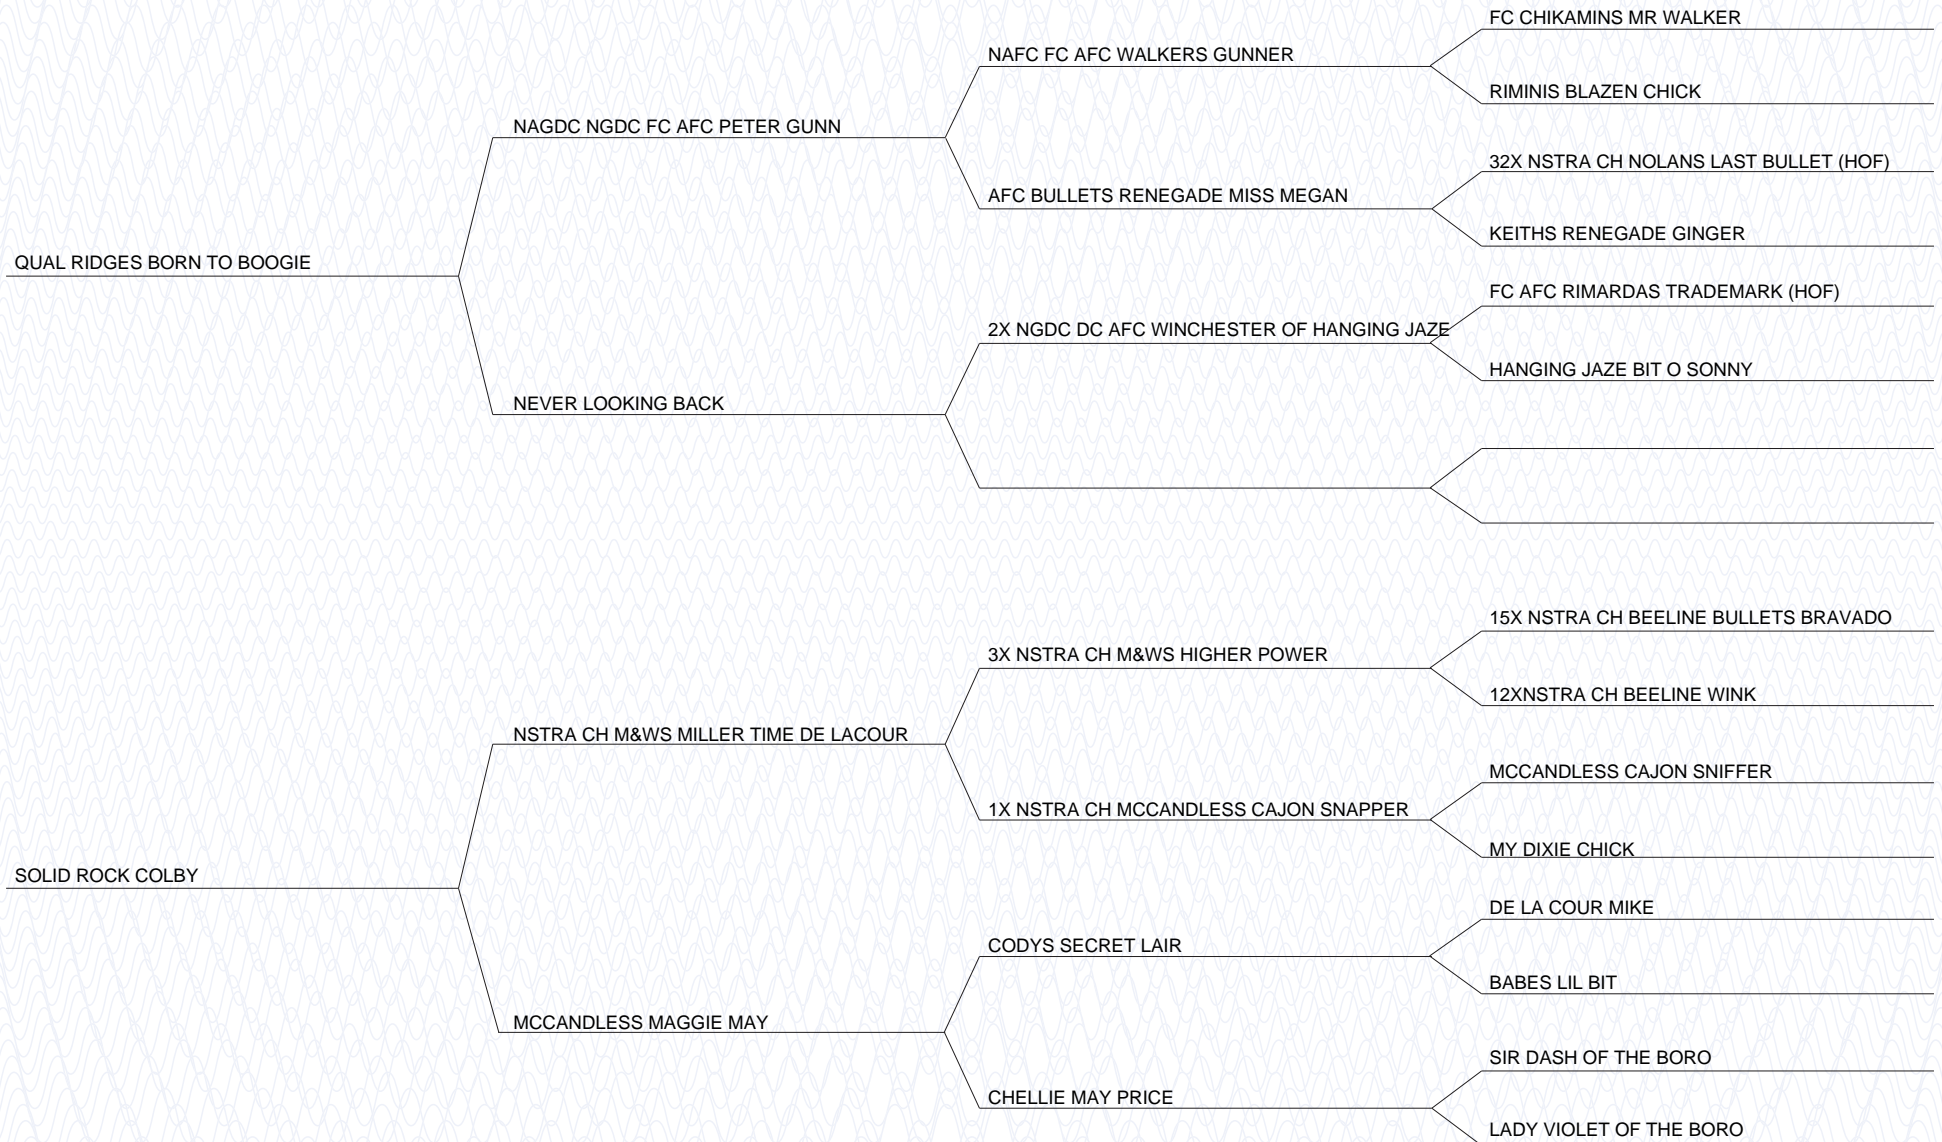 FC CHIKAMINS MR WALKER
NAFC FC AFC WALKERS GUNNER
RIMINIS BLAZEN CHICK
NAGDC NGDC FC AFC PETER GUNN
32X NSTRA CH NOLANS LAST BULLET (HOF)
AFC BULLETS RENEGADE MISS MEGAN
KEITHS RENEGADE GINGER
QUAL RIDGES BORN TO BOOGIE
FC AFC RIMARDAS TRADEMARK (HOF)
2X NGDC DC AFC WINCHESTER OF HANGING JAZE
HANGING JAZE BIT O SONNY
NEVER LOOKING BACK
15X NSTRA CH BEELINE BULLETS BRAVADO
3X NSTRA CH M&WS HIGHER POWER
12XNSTRA CH BEELINE WINK
NSTRA CH M&WS MILLER TIME DE LACOUR
MCCANDLESS CAJON SNIFFER
1X NSTRA CH MCCANDLESS CAJON SNAPPER
MY DIXIE CHICK
SOLID ROCK COLBY
DE LA COUR MIKE
CODYS SECRET LAIR
BABES LIL BIT
MCCANDLESS MAGGIE MAY
SIR DASH OF THE BORO
CHELLIE MAY PRICE
LADY VIOLET OF THE BORO